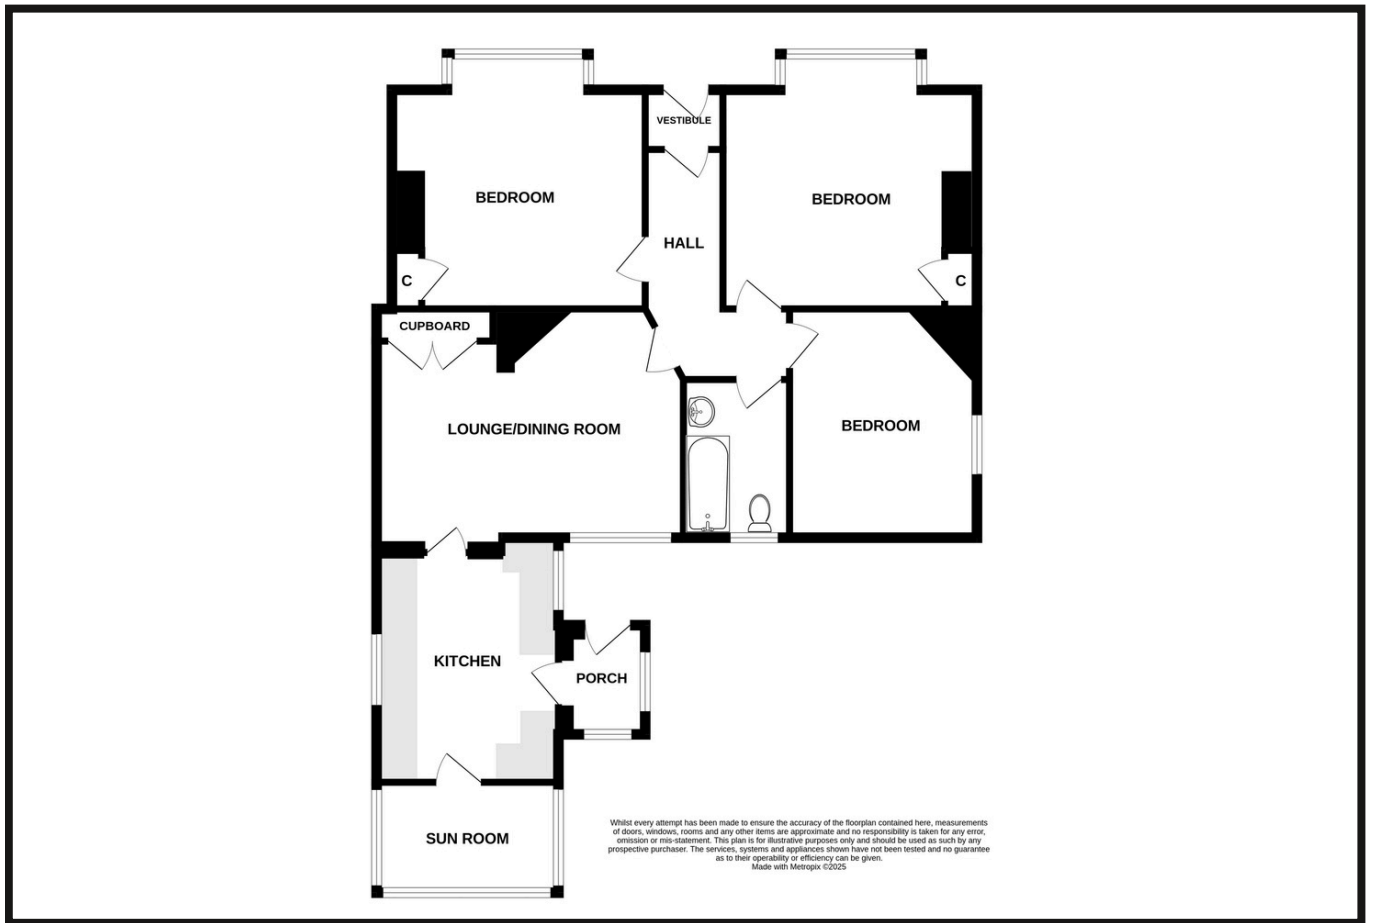 VESTIBULE
BEDROOM
BEDROOM
HALL
C
C
CUPBOARD
LOUNGE/DINING ROOM
BEDROOM
KITCHEN
PORCH
SUN ROOM
Whilst every attempt has been made to ensure the accuracy of the floorplan contained here, measurements
of doors, windows, rooms and any other items are approximate and no responsibility is taken for any error,
omission or mis-statement. This plan is for illustrative purposes only and should be used as such by any
prospective purchaser. The services, systems and appliances shown have not been tested and no guarantee
as to their operability or efficiency can be given.
Made with Metropix ©2025